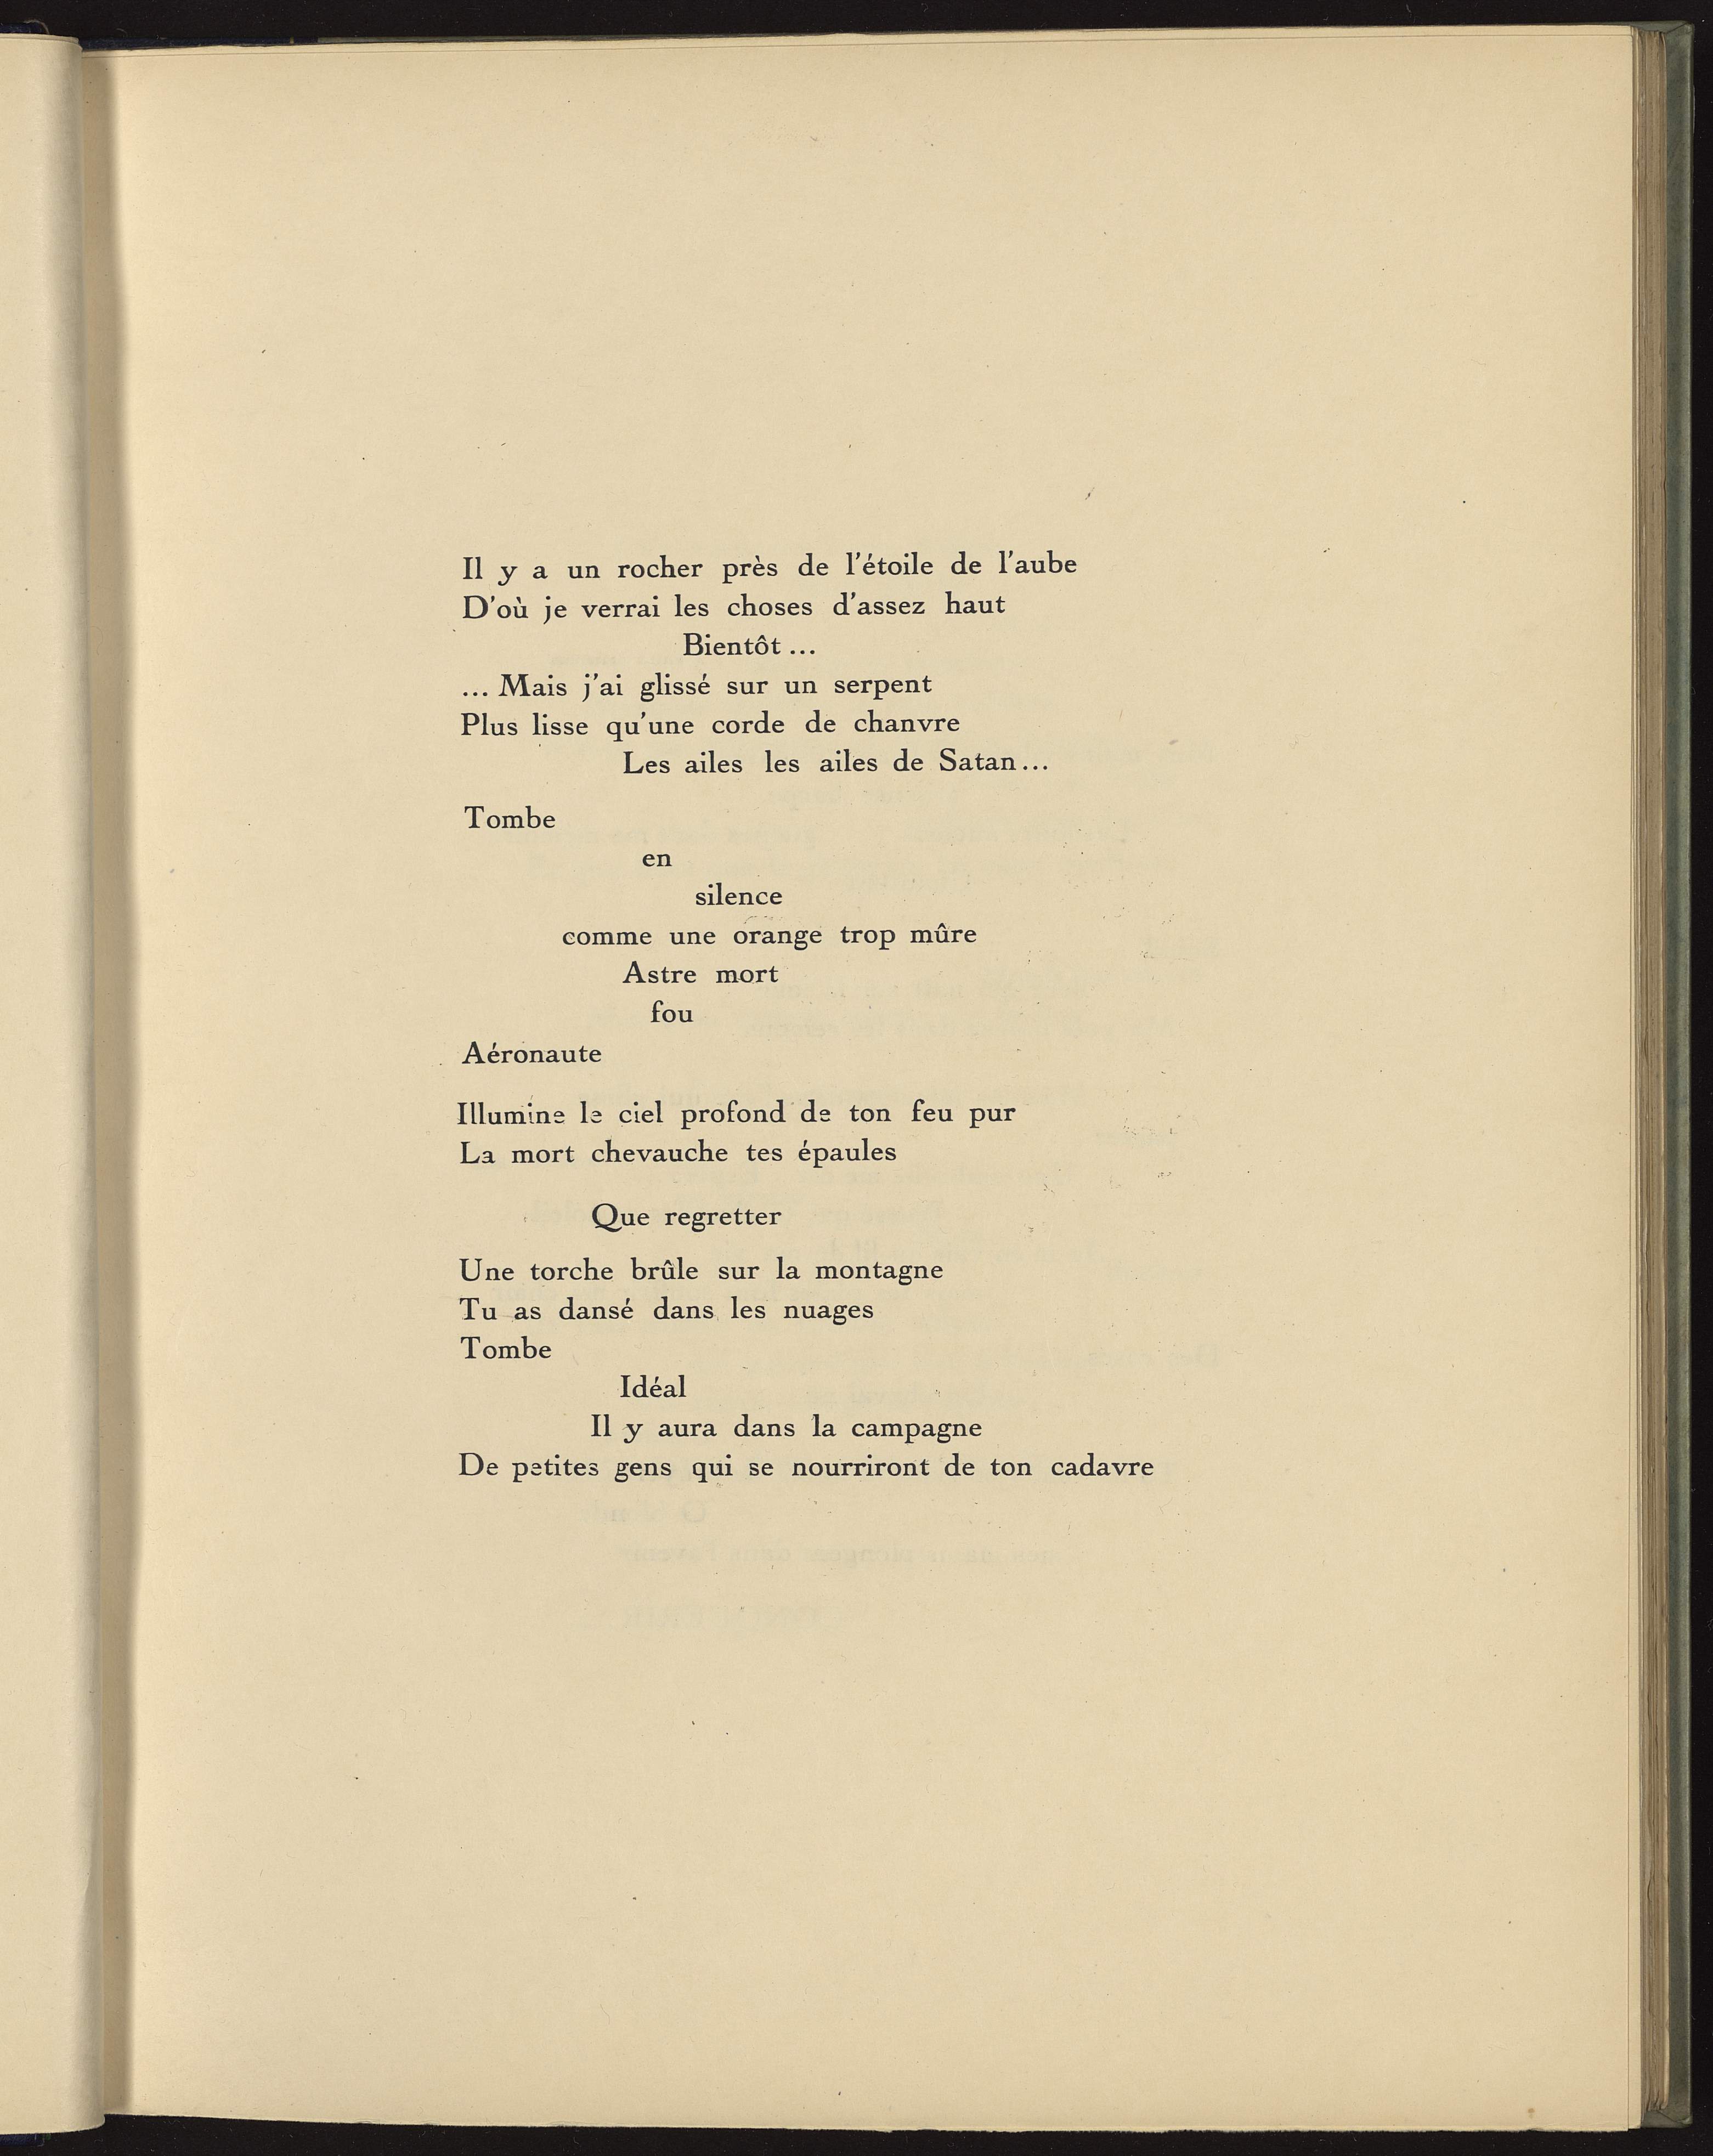 Il y a un rocher près de l'étoile de l'aube
D'où je verrai les choses d'assez haut
Bientôt ...
... Mais j'ai glissé sur un serpent
Plus lisse qu'une corde de chanvre
Les ailes les ailes de Satan...
Tombe
en
silence
comme une orange trop mûre
Astre mort
fou
Aéronaute
Illumine le ciel profond de ton feu pur
La mort chevauche tes épaules
Que regretter
Une torche brûle sur la montagne
Tu as dansé dans les nuages
Tombe
Idéal
Il y aura dans la campagne
De petites gens qui se nourriront de ton cadavre